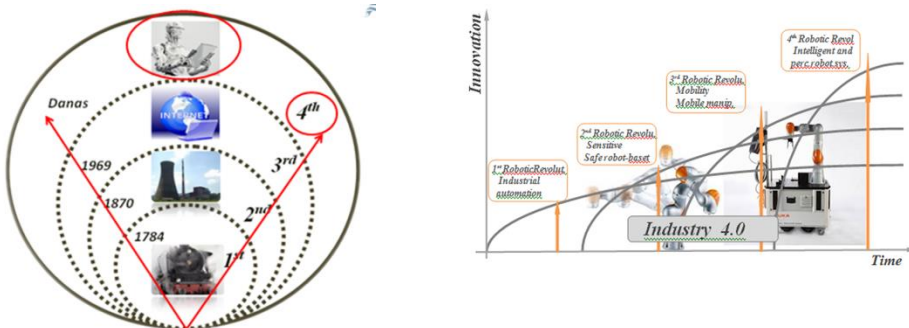 Danas
1969
1870
1784
INTERNET
4th
3rd
2nd
1st
Innovation
1st RoboticRevolut,
Industrial
automation
2nd Robotic Revolu,
Sensitive
Safe robot-baset
3rd Robotic Revolu,
Mobility
Mobile manip,
4th Robotic Revol
Intelligent and
perc.robot.sys.
Industry 4.0
Time